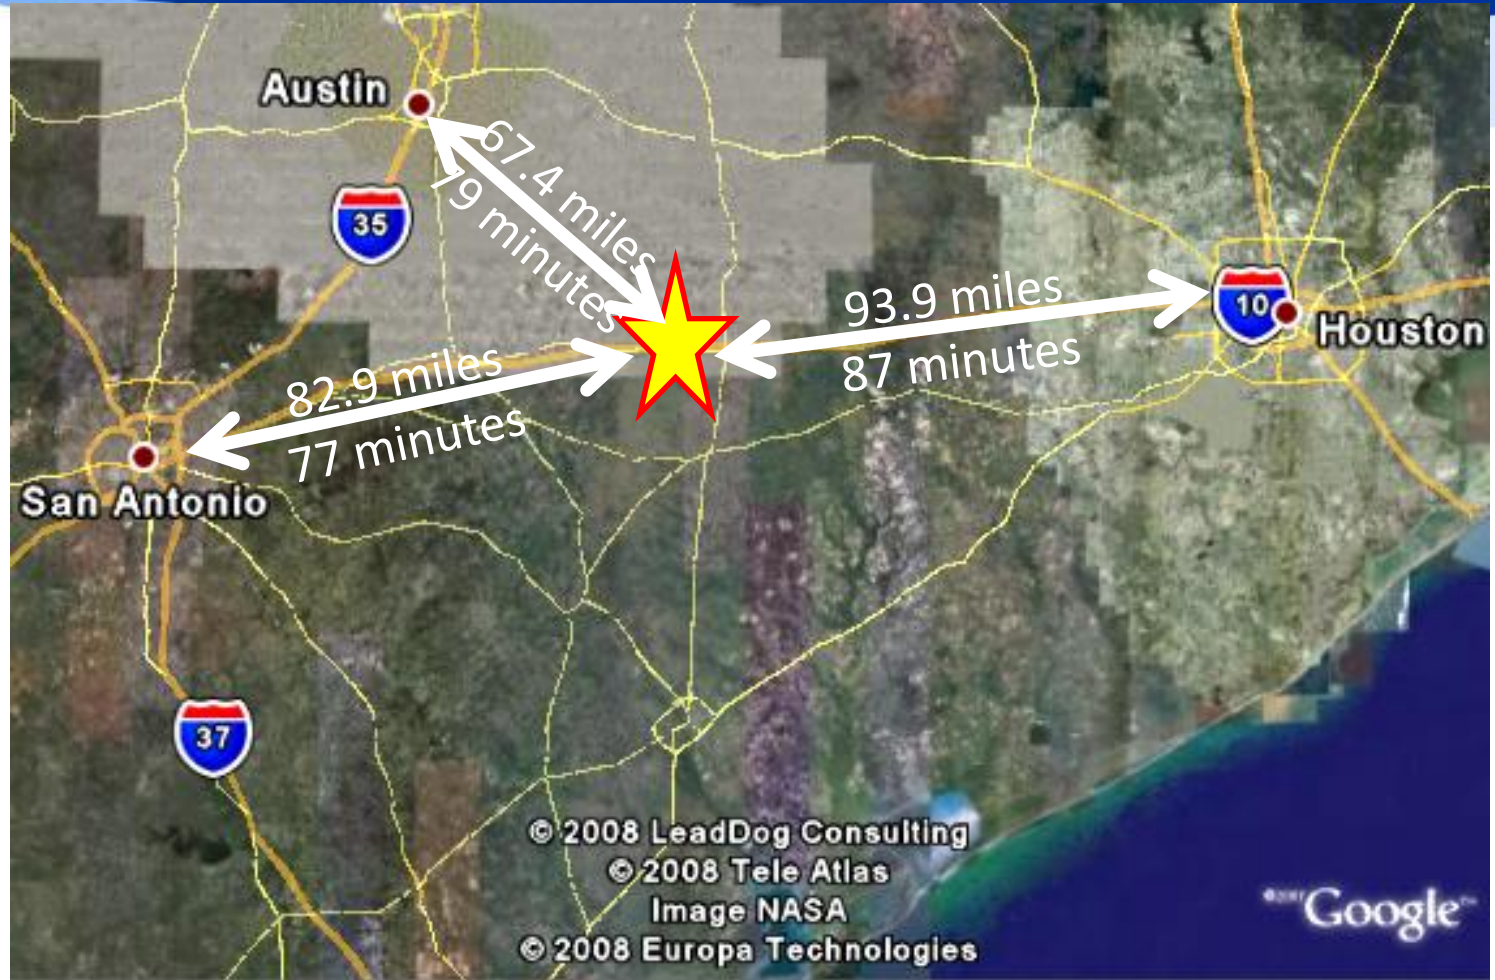 Austin
67.4 miles
79 minutes
35
93.9 miles
87 minutes
10
Houston
82.9 miles
77 minutes
San Antonio
37
© 2008 LeadDog Consulting
© 2008 Tele Atlas
Image NASA
© 2008 Europa Technologies
Google™